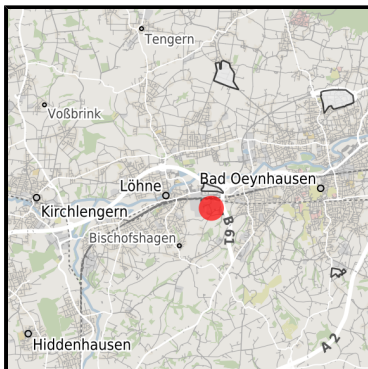 Tengern
Voßbrink
Bad Oeynhausen
Löhne
Kirchlengern
B 61
Bischofshagen
A 2
Hiddenhausen